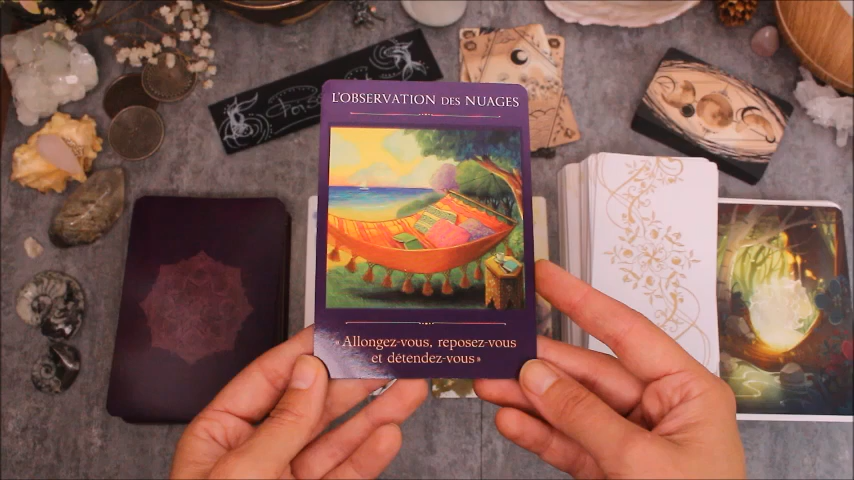 L'OBSERVATION DES NUAGES
« Allongez-vous, reposez-vous
et détendez-vous »